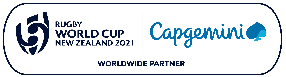 RUGBY
WORLD CUP
NEW ZEALAND 2021
Capgemini
WORLDWIDE PARTNER